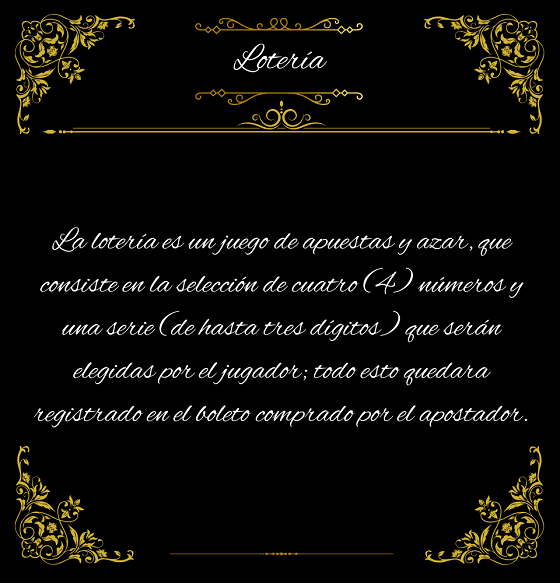 Lotería
La lotería es un juego de apuestas y azar, que
consiste en la selección de cuatro (4) números y
una serie (de hasta tres dígitos) que serán
elegidas por el jugador; todo esto quedara
registrado en el boleto comprado por el apostador.